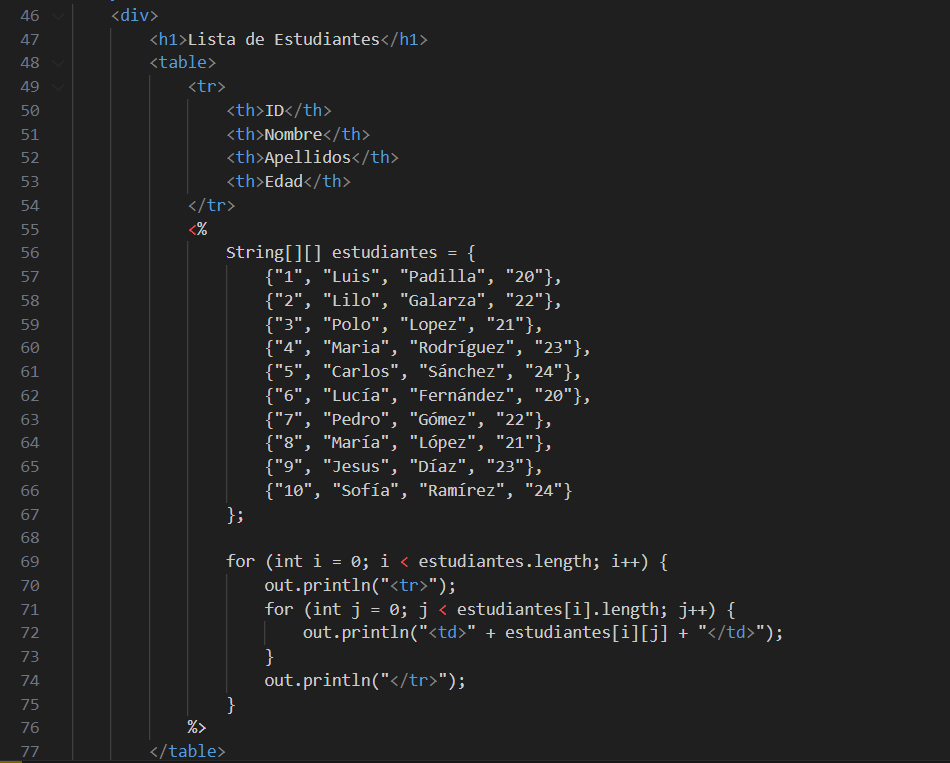 46 <div>
47 <h1>Lista de Estudiantes</h1>
48 <table>
49 <tr>
50 <th>ID</th>
51 <th>Nombre</th>
52 <th>Apellidos</th>
53 <th>Edad</th>
54 </tr>
55 <%
56 String[][] estudiantes = {
57 {"1", "Luis", "Padilla", "20"},
58 {"2", "Lilo", "Galarza", "22"},
59 {"3", "Polo", "Lopez", "21"},
60 {"4", "Maria", "Rodríguez", "23"},
61 {"5", "Carlos", "Sánchez", "24"},
62 {"6", "Lucía", "Fernández", "20"},
63 {"7", "Pedro", "Gómez", "22"},
64 {"8", "María", "López", "21"},
65 {"9", "Jesus", "Díaz", "23"},
66 {"10", "Sofía", "Ramírez", "24"}
67 };
68
69 for (int i = 0; i < estudiantes.length; i++) {
70 out.println("<tr>");
71 for (int j = 0; j < estudiantes[i].length; j++) {
72 out.println("<td>" + estudiantes[i][j] + "</td>");
73 }
74 out.println("</tr>");
75 }
76 %>
77 </table>